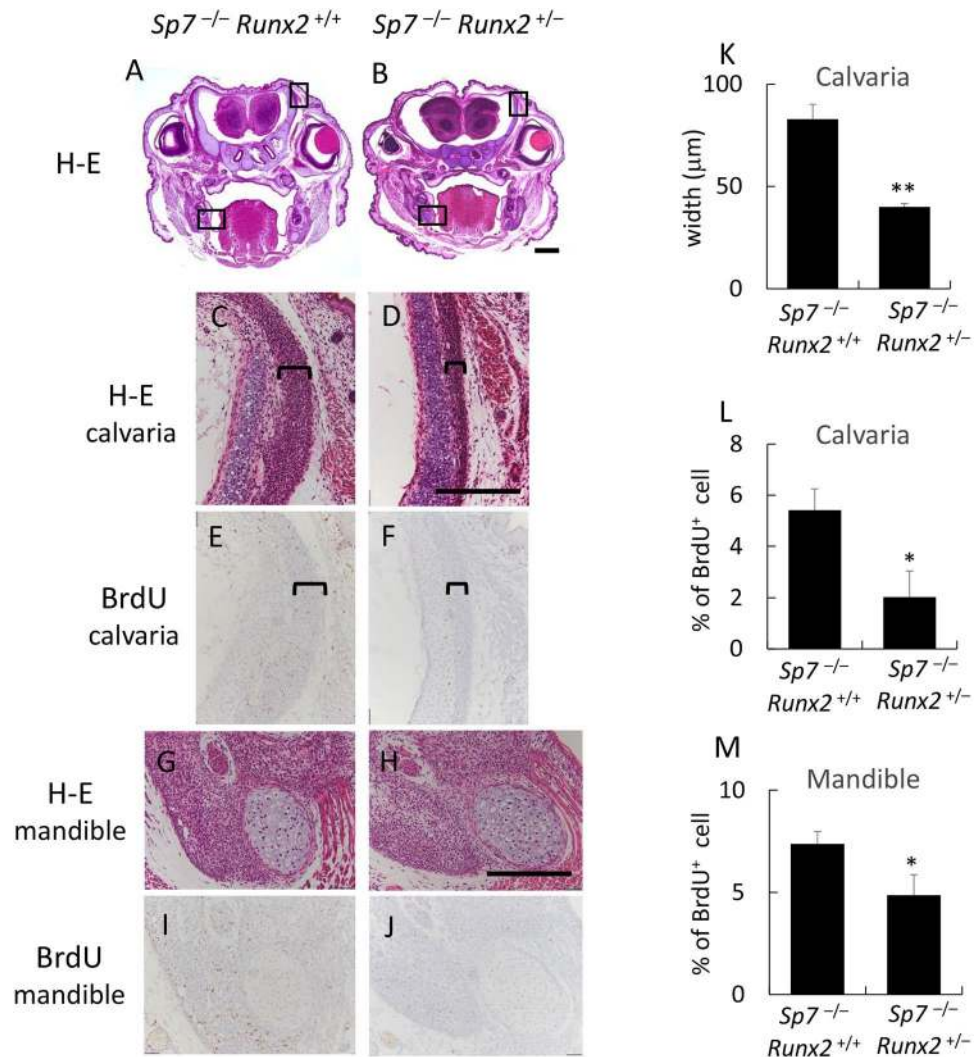 Sp7 –/– Runx2 +/+
Sp7 –/– Runx2 +/–
A
B
H-E
C
D
H-E
calvaria
E
F
BrdU
calvaria
G
H
H-E
mandible
I
J
BrdU
mandible
K
Calvaria
100
50
0
width (μm)
**
Sp7 –/–
Runx2 +/+
Sp7 –/–
Runx2 +/–
L
Calvaria
8
6
4
2
0
% of BrdU+ cell
*
Sp7 –/–
Runx2 +/+
Sp7 –/–
Runx2 +/–
M
Mandible
10
5
0
% of BrdU+ cell
*
Sp7 –/–
Runx2 +/+
Sp7 –/–
Runx2 +/–